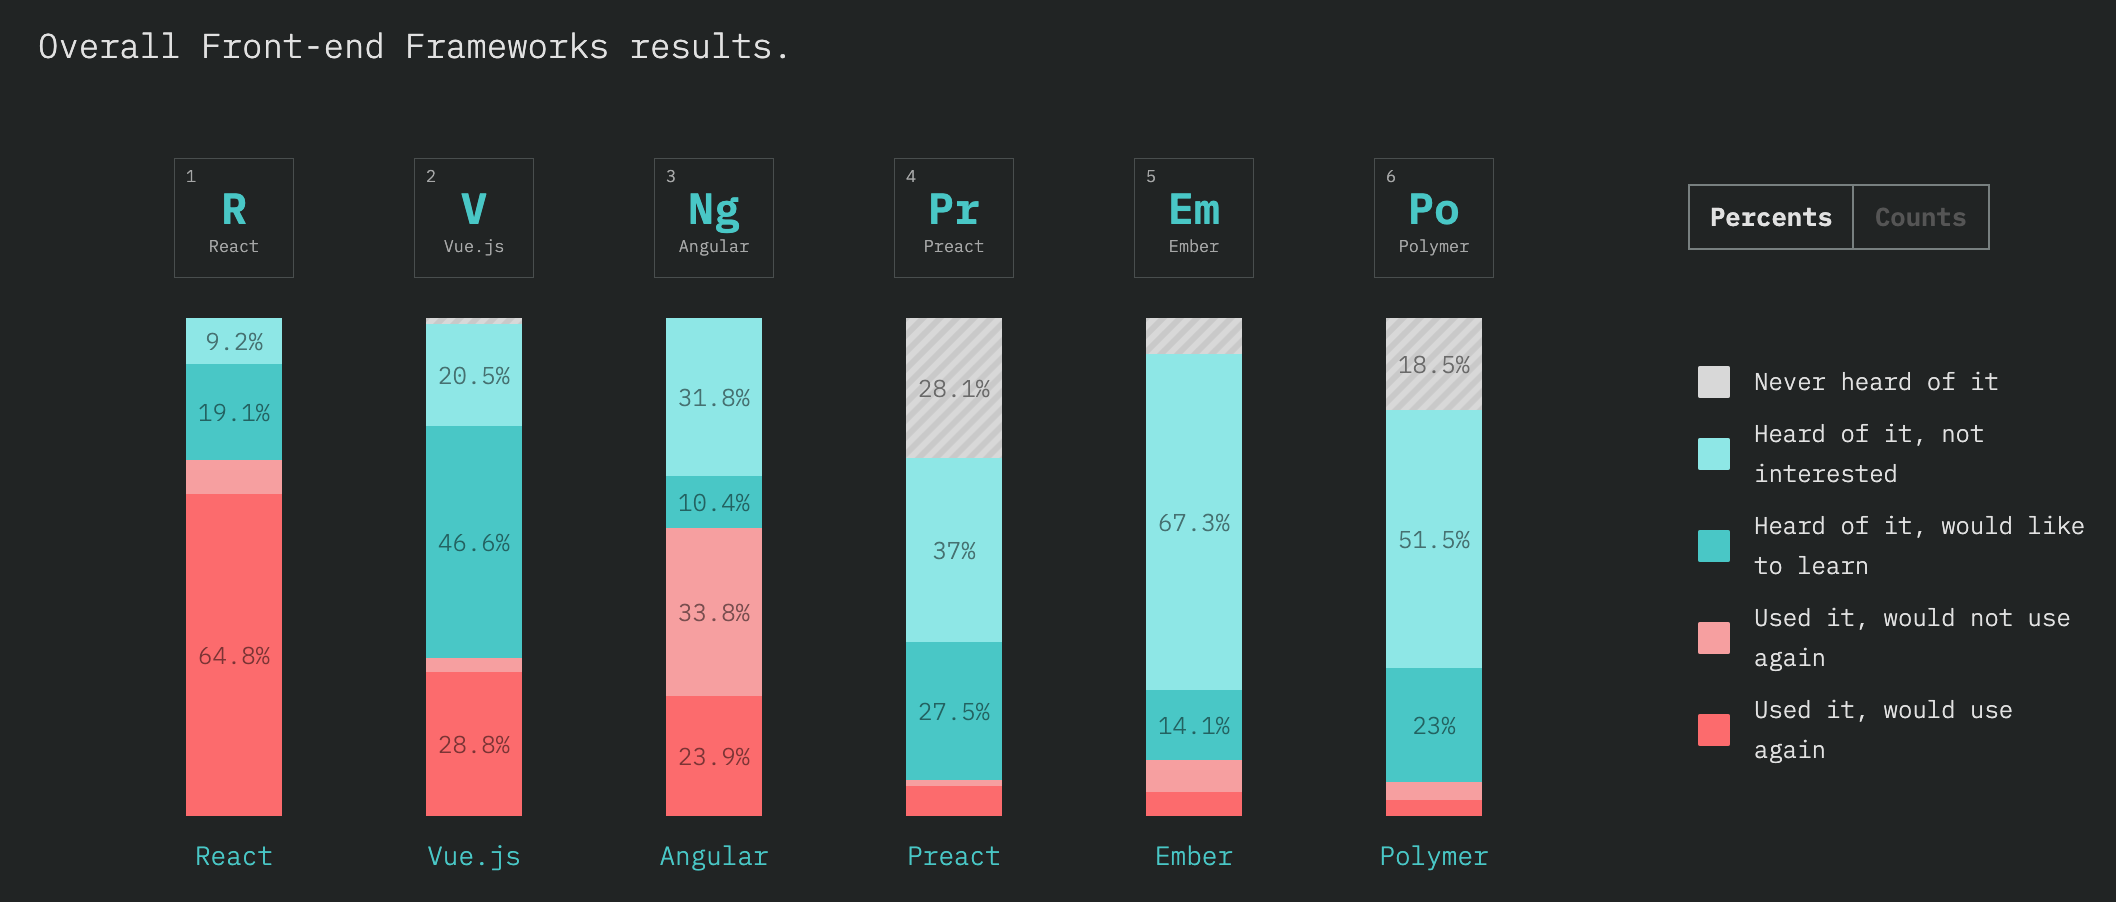 Overall Front-end Frameworks results.
1
R
React
2
V
Vue.js
3
Ng
Angular
4
Pr
Preact
5
Em
Ember
6
Po
Polymer
Percents
Counts
9.2%
19.1%
64.8%
React
20.5%
46.6%
28.8%
Vue.js
31.8%
10.4%
33.8%
23.9%
Angular
28.1%
37%
27.5%
Preact
67.3%
14.1%
Ember
18.5%
51.5%
23%
Polymer
Never heard of it
Heard of it, not
interested
Heard of it, would like
to learn
Used it, would not use
again
Used it, would use
again